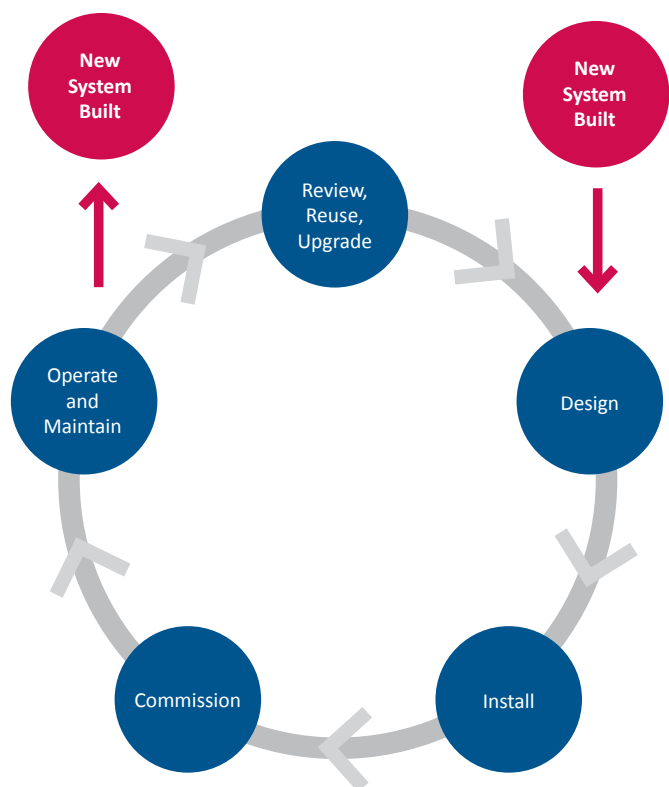 New
System
Built
New
System
Built
Review,
Reuse,
Upgrade
Operate
and
Maintain
Design
Commission
Install